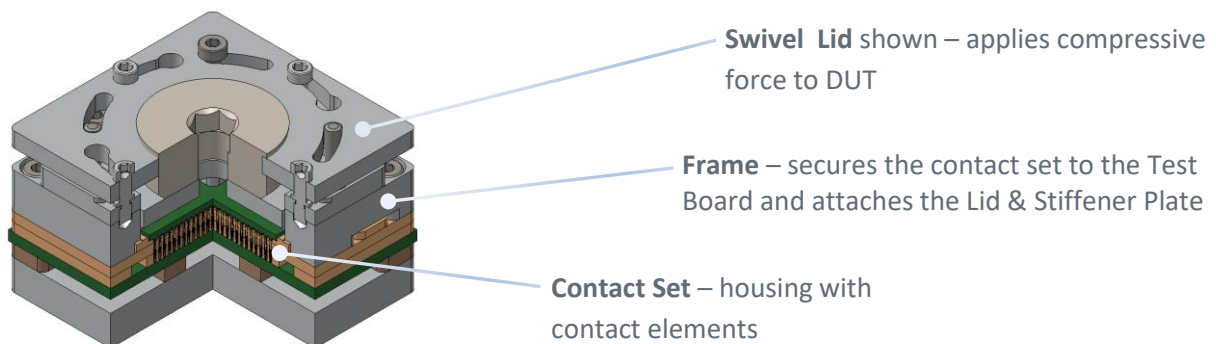 Swivel Lid shown – applies compressive
force to DUT
Frame – secures the contact set to the Test
Board and attaches the Lid & Stiffener Plate
Contact Set – housing with
contact elements